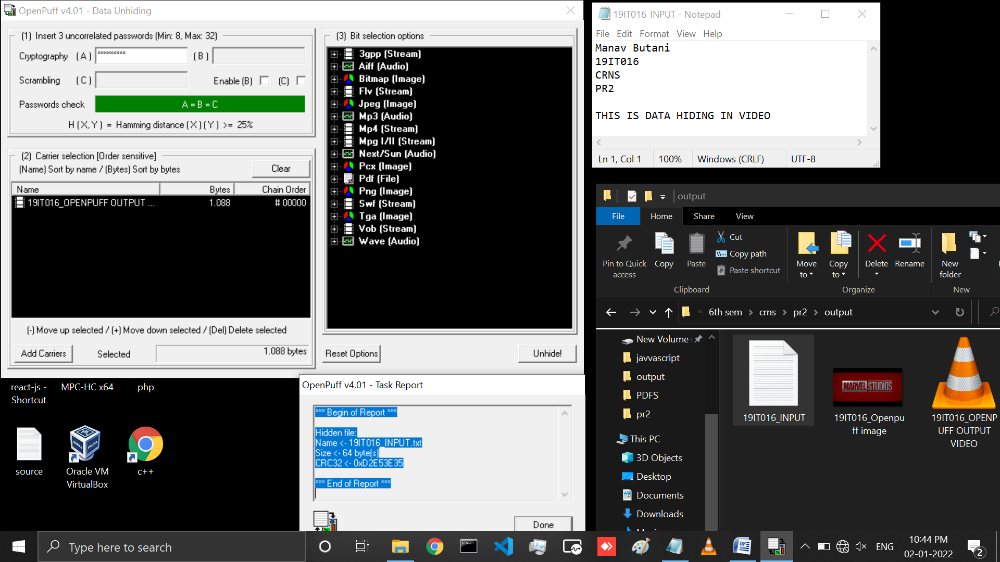 OpenPuff v4.01 - Data Unhiding
(1) Insert 3 uncorrelated passwords (Min: 8, Max: 32)
Cryptography (A) ********* (B)
Scrambling (C) Enable (B) (C)
Passwords check A = B = C
H (X, Y) = Hamming distance (X) (Y) >= 25%
(2) Carrier selection [Order sensitive]
(Name) Sort by name / (Bytes) Sort by bytes
Clear
Name Bytes Chain Order
19IT016_OPENPUFF OUTPUT ... 1.088 # 00000
(-) Move up selected / (+) Move down selected / (Del) Delete selected
Add Carriers Selected 1.088 bytes
(3) Bit selection options
3gpp (Stream)
Aiff (Audio)
Bitmap (Image)
Flv (Stream)
Jpeg (Image)
Mp3 (Audio)
Mp4 (Stream)
Mpg I/II (Stream)
Next/Sun (Audio)
Pcx (Image)
Pdf (File)
Png (Image)
Swf (Stream)
Tga (Image)
Vob (Stream)
Wave (Audio)
Reset Options Unhide!
19IT016_INPUT - Notepad
File Edit Format View Help
Manav Butani
19IT016
CRNS
PR2
THIS IS DATA HIDING IN VIDEO
Ln 1, Col 1 100% Windows (CRLF) UTF-8
output
File Home Share View
Pin to Quick
access
Copy
Paste
Cut
Copy path
Paste shortcut
Clipboard
Move
to
Copy
to
Delete
Rename
Organize
New
folder
New
6th sem > crns > pr2 > output
New Volume (
javvascript
output
PDFS
pr2
This PC
3D Objects
Desktop
Documents
Downloads
19IT016_INPUT
MARVEL STUDIOS
19IT016_Openpu
ff image
19IT016_OPENP
UFF OUTPUT
VIDEO
react-js -
Shortcut
MPC-HC x64
php
source
ORACLE
VirtualBox
Oracle VM
VirtualBox
c++
OpenPuff v4.01 - Task Report
*** Begin of Report ***
Hidden file:
Name <- 19IT016_INPUT.txt
Size <- 64 byte(s)
CRC32 <- 0xD2E53E35
*** End of Report ***
Done
Type here to search
ENG
10:44 PM
02-01-2022
2